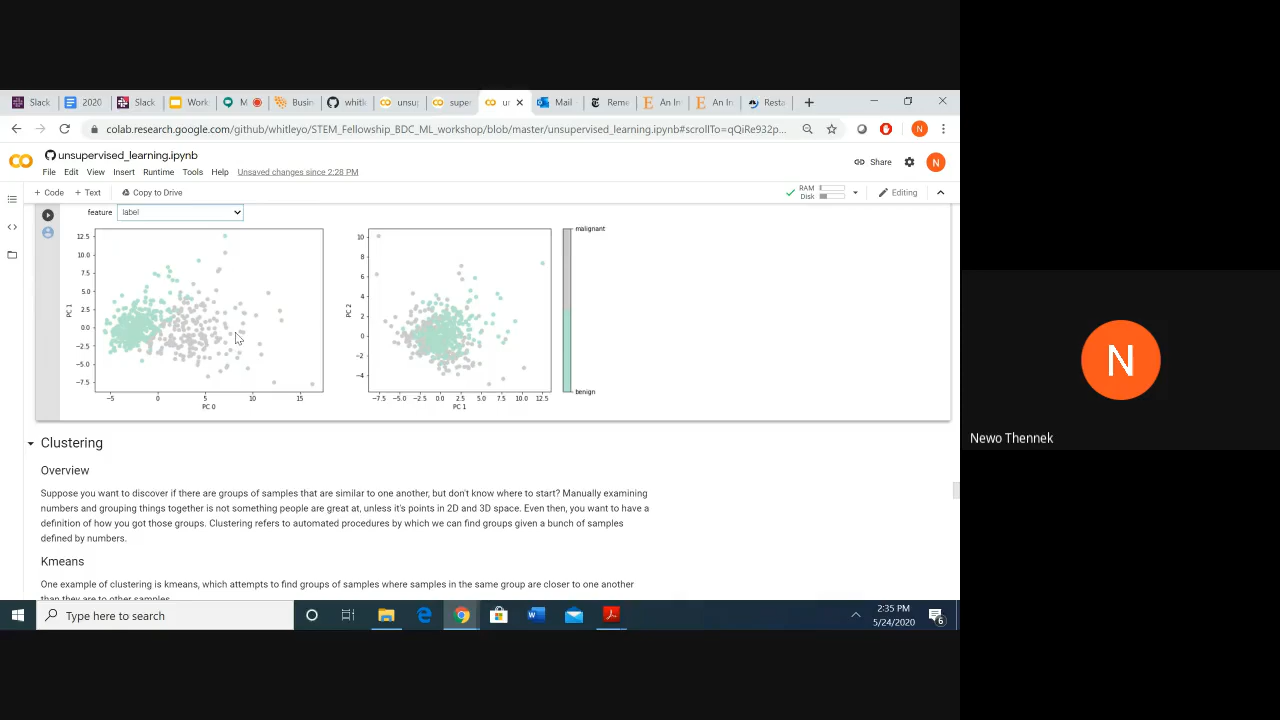 Slack 2020 Slack Work M Busin whitl unsu supe un Mail Reme An In An In Resta
colab.research.google.com/github/whitleyo/STEM_Fellowship_BDC_ML_workshop/blob/master/unsupervised_learning.ipynb#scrollTo=qQiRe932p... N
unsupervised_learning.ipynb
Share N
File Edit View Insert Runtime Tools Help Unsaved changes since 2:28 PM
+ Code + Text Copy to Drive RAM Disk Editing
feature label
malignant
12.5 10.0 7.5 5.0 2.5 0.0 −2.5 −5.0 −7.5
PC 1
−5 0 5 10 15
PC 0
10 8 6 4 2 0 −2 −4
PC 2
−7.5 −5.0 −2.5 0.0 2.5 5.0 7.5 10.0 12.5
PC 1
benign
Clustering
Overview
Suppose you want to discover if there are groups of samples that are similar to one another, but don't know where to start? Manually examining
numbers and grouping things together is not something people are great at, unless it's points in 2D and 3D space. Even then, you want to have a
definition of how you got those groups. Clustering refers to automated procedures by which we can find groups given a bunch of samples
defined by numbers.
Kmeans
One example of clustering is kmeans, which attempts to find groups of samples where samples in the same group are closer to one another
than they are to other samples.
Type here to search
2:35 PM
5/24/2020
6
N
Newo Thennek